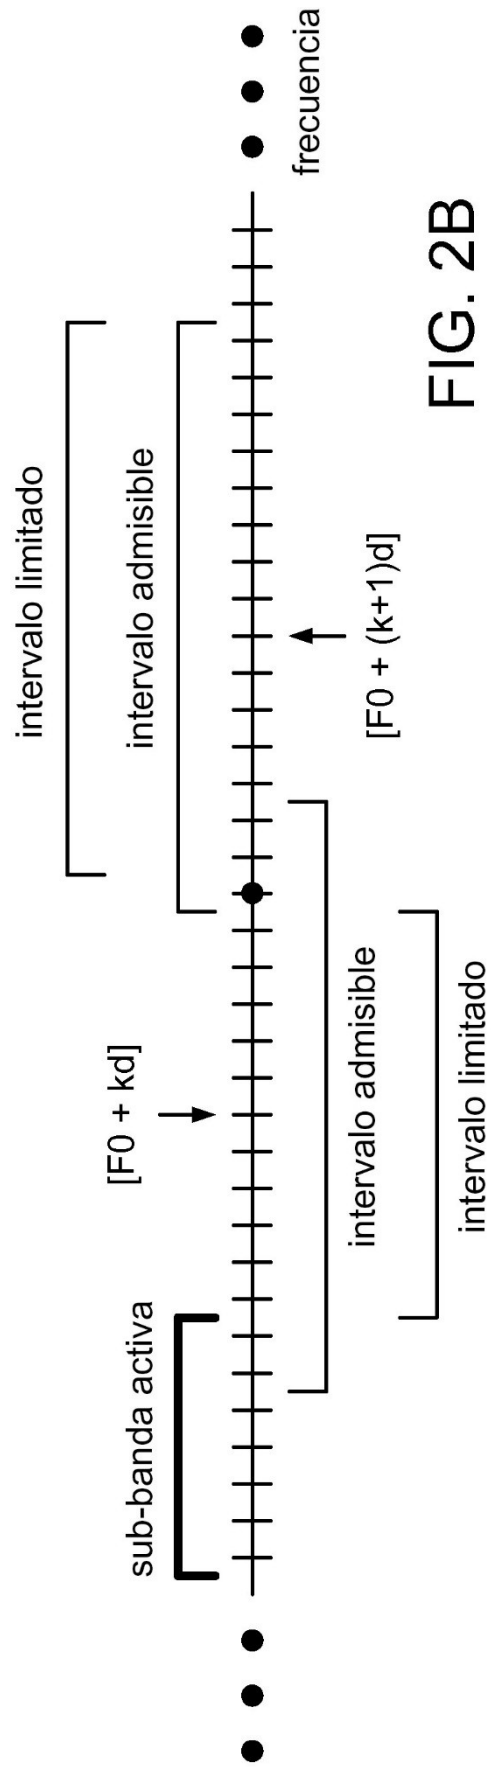 intervalo limitado
intervalo admisible
sub-banda activa
[F0 + kd]
frecuencia
[F0 + (k+1)d]
intervalo admisible
intervalo limitado
FIG. 2B